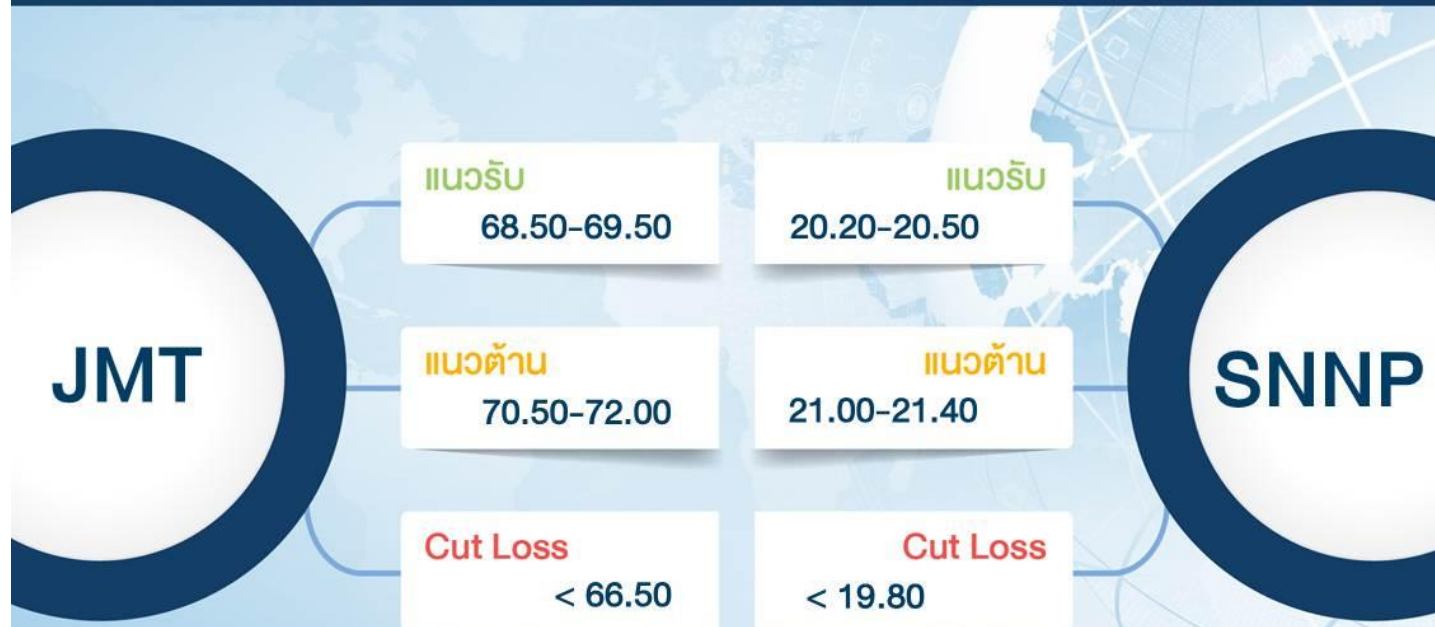 JMT
แนวรับ
68.50-69.50
แนวต้าน
70.50-72.00
Cut Loss
< 66.50
แนวรับ
20.20-20.50
แนวต้าน
21.00-21.40
Cut Loss
< 19.80
SNNP